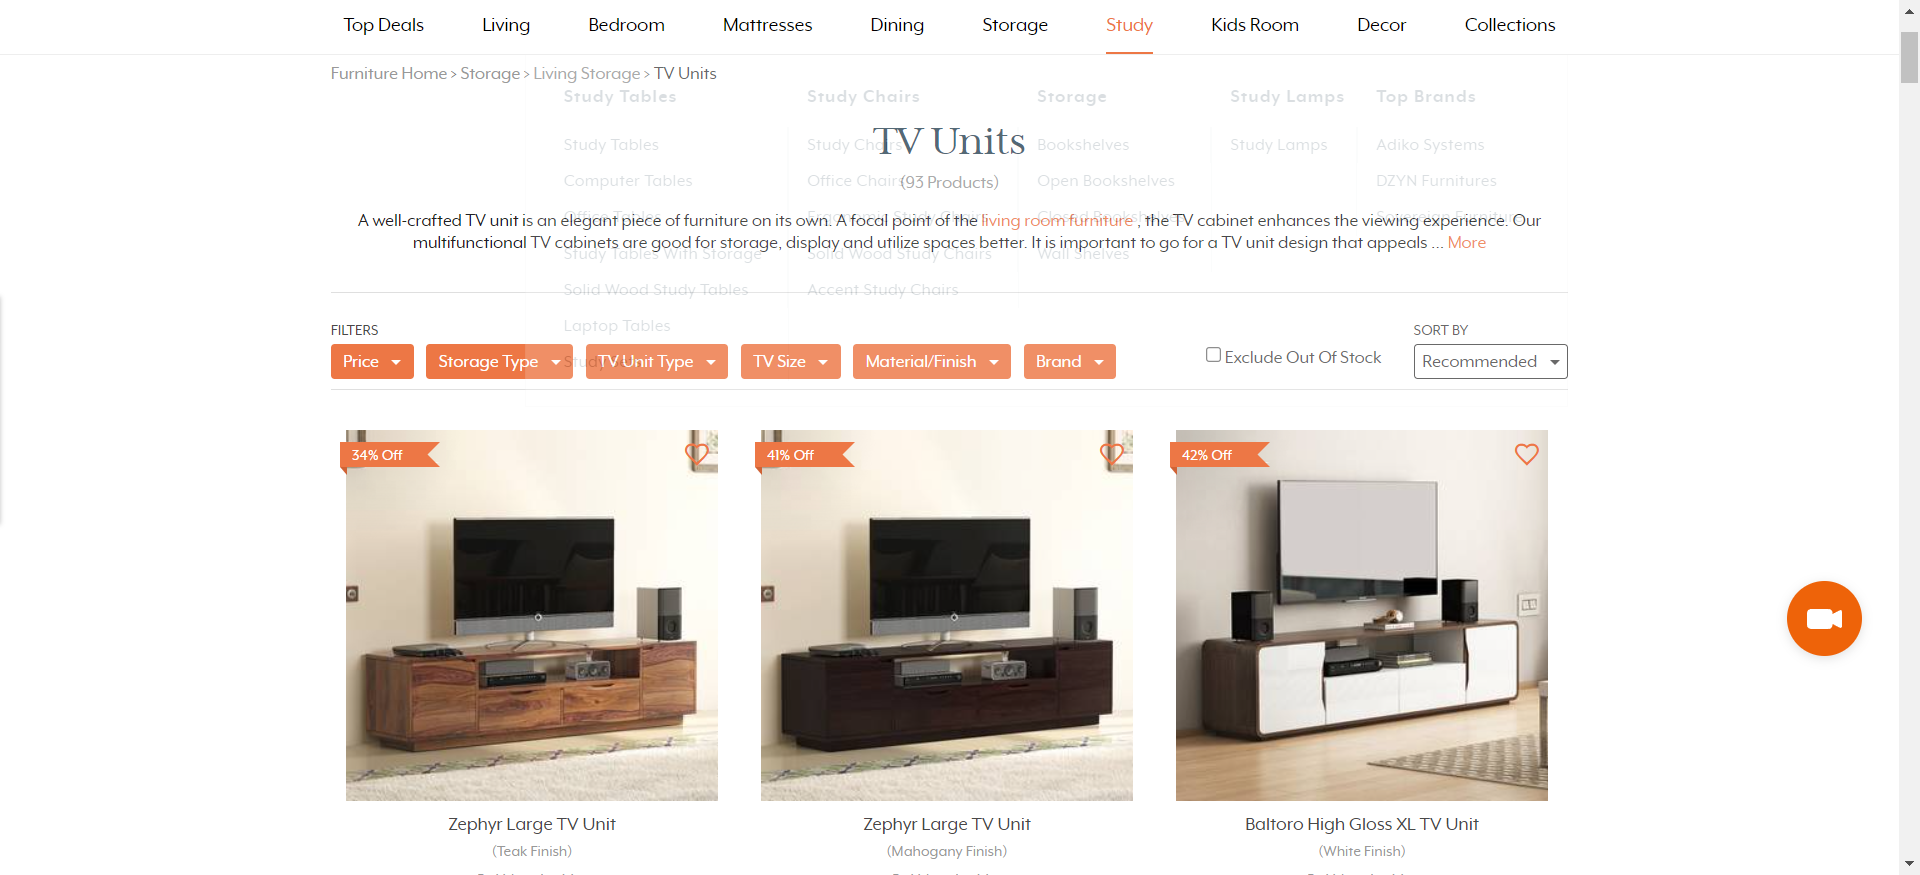 Top Deals Living Bedroom Mattresses Dining Storage Study Kids Room Decor Collections
Furniture Home > Storage > Living Storage > TV Units
Study Tables Study Chairs Storage Study Lamps Top Brands
TV Units
Study Tables Study Chairs Bookshelves Study Lamps Adiko Systems
Computer Tables Office Chairs Open Bookshelves DZYN Furnitures
(93 Products)
Office Tables Ergonomic Study Chairs Closed Bookshelves
A well-crafted TV unit is an elegant piece of furniture on its own. A focal point of the living room furniture , the TV cabinet enhances the viewing experience. Our
multifunctional TV cabinets are good for storage, display and utilize spaces better. It is important to go for a TV unit design that appeals ... More
Study Tables With Storage Solid Wood Study Chairs Wall Shelves
Solid Wood Study Tables Accent Study Chairs
Laptop Tables
FILTERS SORT BY
Price Storage Type TV Unit Type TV Size Material/Finish Brand Exclude Out Of Stock Recommended
34% Off 41% Off 42% Off
Zephyr Large TV Unit Zephyr Large TV Unit Baltoro High Gloss XL TV Unit
(Teak Finish) (Mahogany Finish) (White Finish)